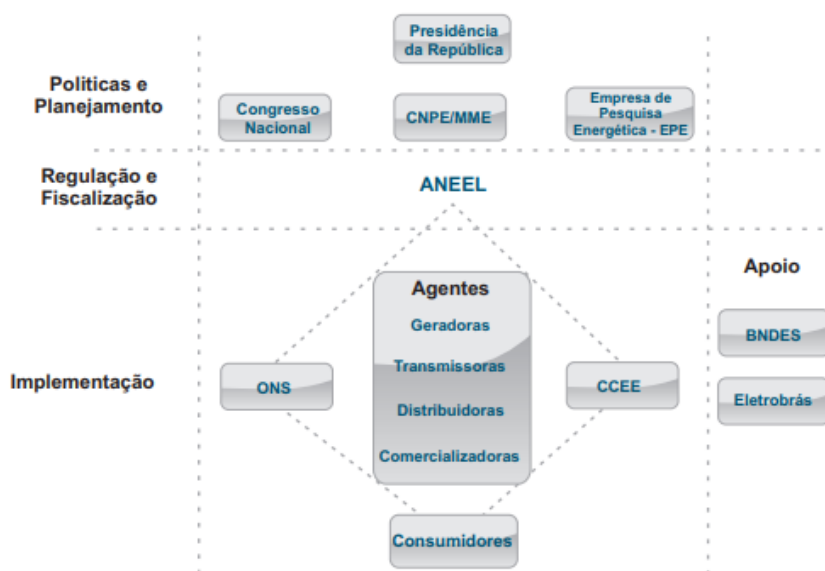 Presidência
da República
Politicas e
Planejamento
Congresso
Nacional
CNPE/MME
Empresa de
Pesquisa
Energética - EPE
Regulação e
Fiscalização
ANEEL
Apoio
Agentes
Geradoras
BNDES
Transmissoras
Implementação
ONS
CCEE
Eletrobrás
Distribuidoras
Comercializadoras
Consumidores